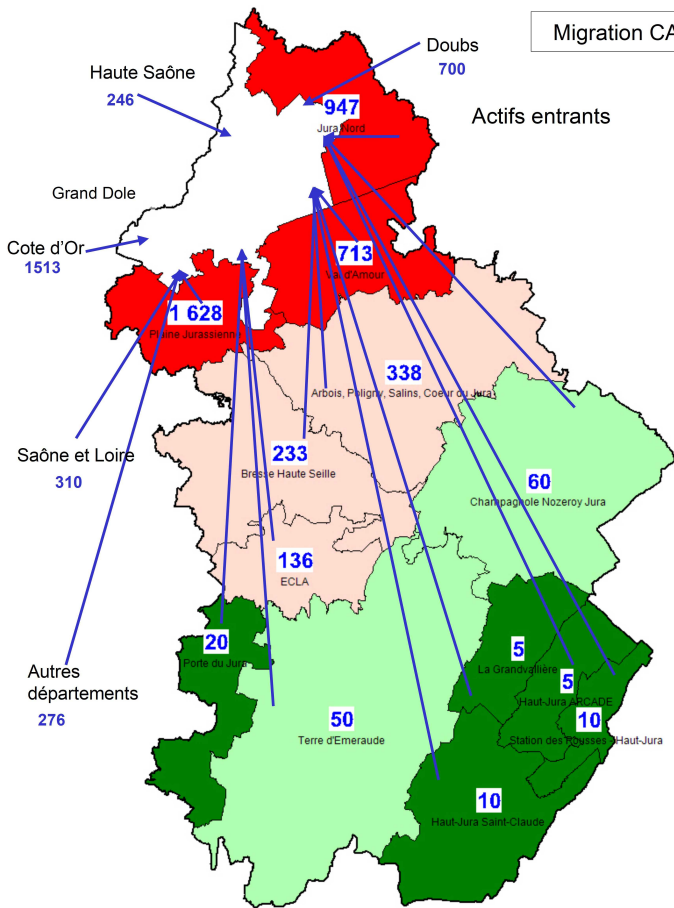 Migration CA
Doubs
700
Haute Saône
246
947
Jura Nord
Actifs entrants
Grand Dole
Cote d'Or
1513
713
Val d'Amour
1 628
Plaine Jurassienne
338
Arbois, Poligny, Salins, Coeur du Jura
Saône et Loire
310
233
Bresse Haute Seille
60
Champagnole Nozeroy Jura
136
ECLA
20
Porte du Jura
5
La Grandvallière
5
Haut-Jura ARCADE
Autres
départements
276
10
Station des Rousses - Haut-Jura
50
Terre d'Emeraude
10
Haut-Jura Saint-Claude